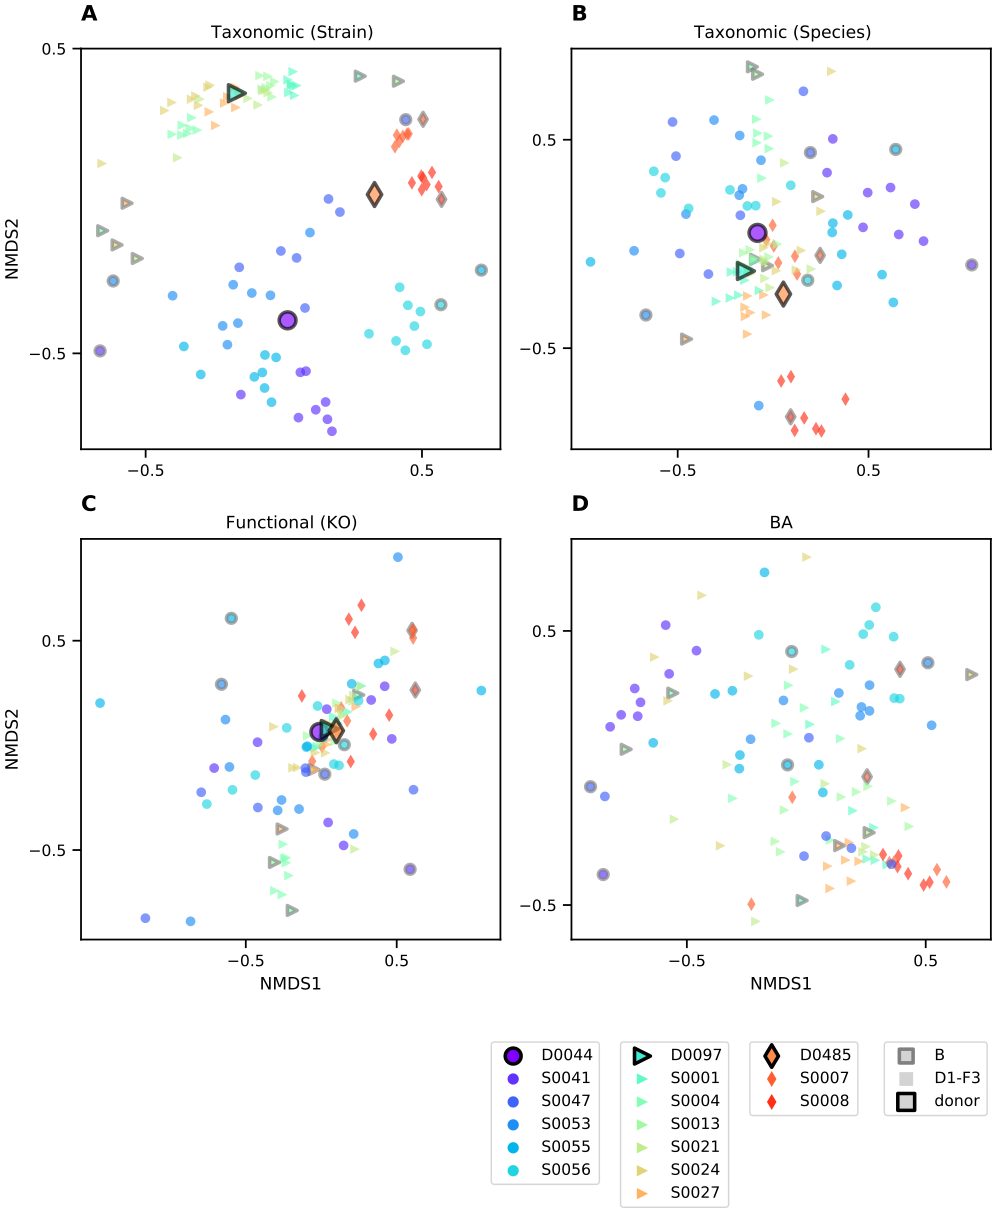 A
B
Taxonomic (Strain)
Taxonomic (Species)
0.5
0.5
NMDS2
−0.5
−0.5
−0.5
0.5
−0.5
0.5
C
D
Functional (KO)
BA
0.5
0.5
NMDS2
−0.5
−0.5
−0.5
0.5
−0.5
0.5
NMDS1
NMDS1
D0044
D0097
D0485
B
S0041
S0001
S0007
D1-F3
S0047
S0004
S0008
donor
S0053
S0013
S0055
S0021
S0056
S0024
S0027